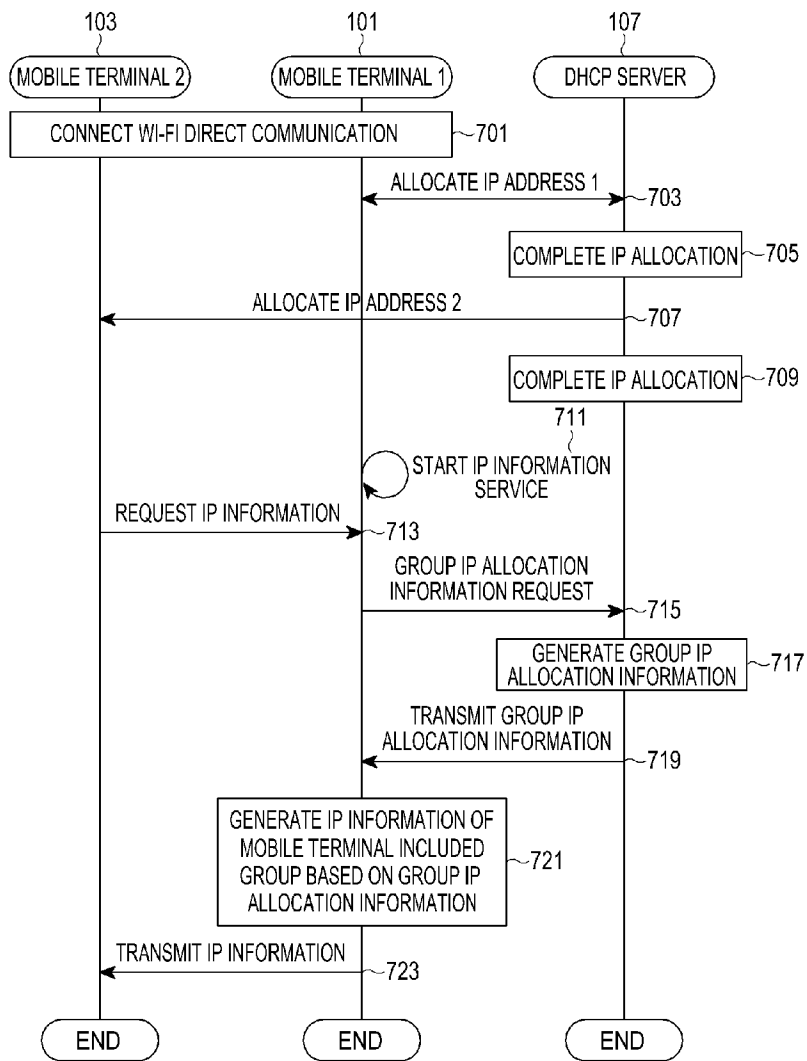 103
101
107
MOBILE TERMINAL 2
MOBILE TERMINAL 1
DHCP SERVER
CONNECT WI-FI DIRECT COMMUNICATION
701
ALLOCATE IP ADDRESS 1
703
COMPLETE IP ALLOCATION
705
ALLOCATE IP ADDRESS 2
707
COMPLETE IP ALLOCATION
709
711
START IP INFORMATION
SERVICE
REQUEST IP INFORMATION
713
GROUP IP ALLOCATION
INFORMATION REQUEST
715
GENERATE GROUP IP
ALLOCATION INFORMATION
717
TRANSMIT GROUP IP
ALLOCATION INFORMATION
719
GENERATE IP INFORMATION OF
MOBILE TERMINAL INCLUDED
GROUP BASED ON GROUP IP
ALLOCATION INFORMATION
721
TRANSMIT IP INFORMATION
723
END
END
END